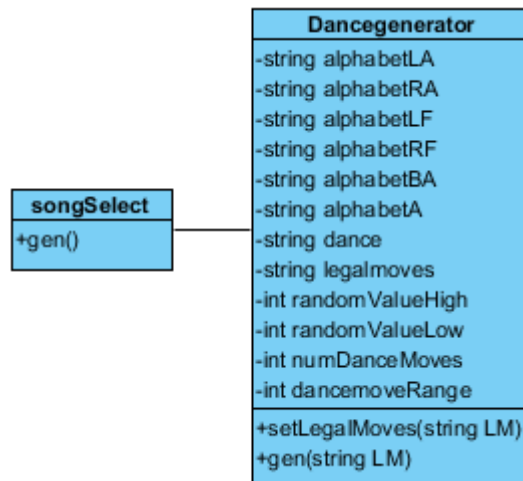 songSelect
+gen()
Dancegenerator
-string alphabetLA
-string alphabetRA
-string alphabetLF
-string alphabetRF
-string alphabetBA
-string alphabetA
-string dance
-string legalmoves
-int randomValueHigh
-int randomValueLow
-int numDanceMoves
-int dancemoveRange
+setLegalMoves(string LM)
+gen(string LM)